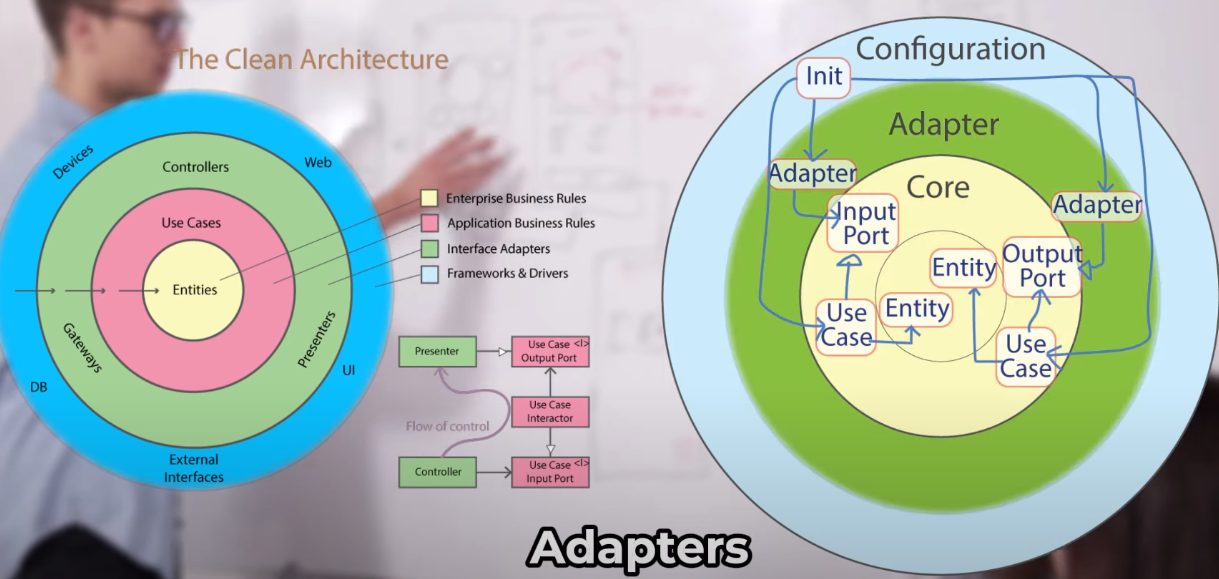 The Clean Architecture
Devices
Web
Controllers
Use Cases
Entities
Gateways
Presenters
DB
UI
External
Interfaces
Enterprise Business Rules
Application Business Rules
Interface Adapters
Frameworks & Drivers
Presenter
Use Case <I>
Output Port
Use Case
Interactor
Flow of control
Controller
Use Case <I>
Input Port
Configuration
Init
Adapter
Adapter
Core
Adapter
Input
Port
Output
Port
Entity
Entity
Use
Case
Use
Case
Adapters